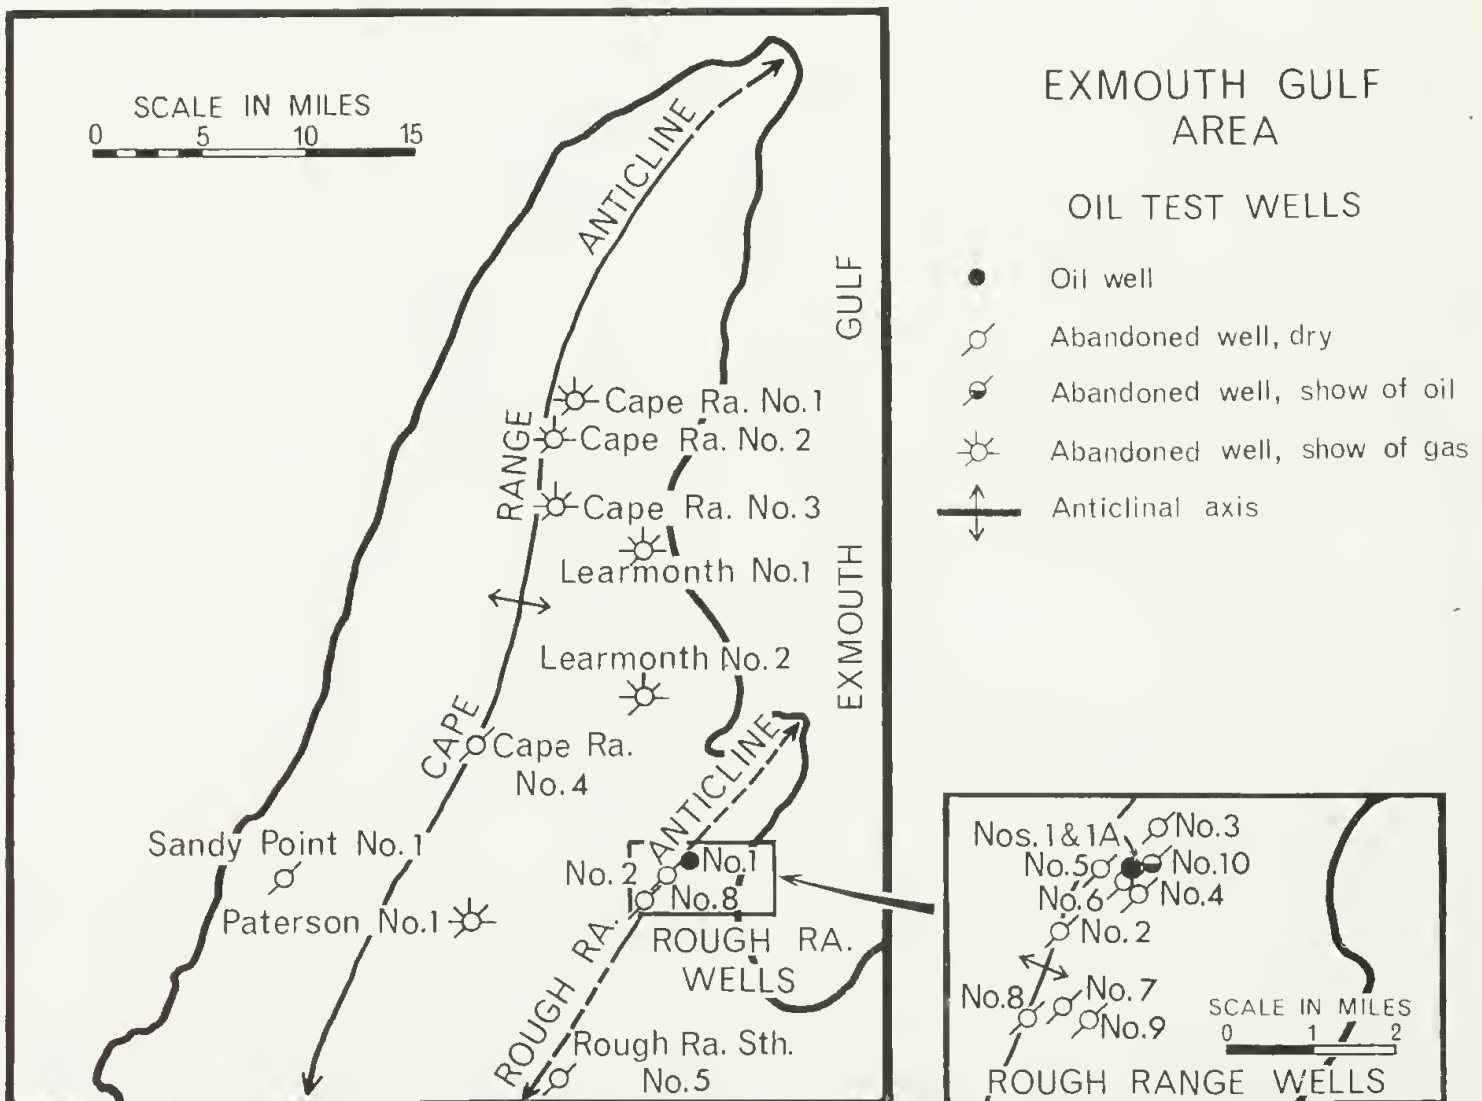 SCALE IN MILES
0 5 10 15
ANTICLINE
GULF
Cape Ra. No.1
Cape Ra. No. 2
RANGE
Cape Ra. No.3
Learmonth No.1
EXMOUTH
Learmonth No.2
CAPE
Cape Ra.
No.4
ANTICLINE
Sandy Point No.1
No.1
No. 2
No.8
Paterson No.1
ROUGH RA.
ROUGH RA.
WELLS
Rough Ra. Sth.
No.5
EXMOUTH GULF
AREA
OIL TEST WELLS
Oil well
Abandoned well, dry
Abandoned well, show of oil
Abandoned well, show of gas
Anticlinal axis
Nos.1&1A
No.3
No.5
No.10
No.6
No.4
No.2
No.8
No.7
No.9
SCALE IN MILES
0 1 2
ROUGH RANGE WELLS